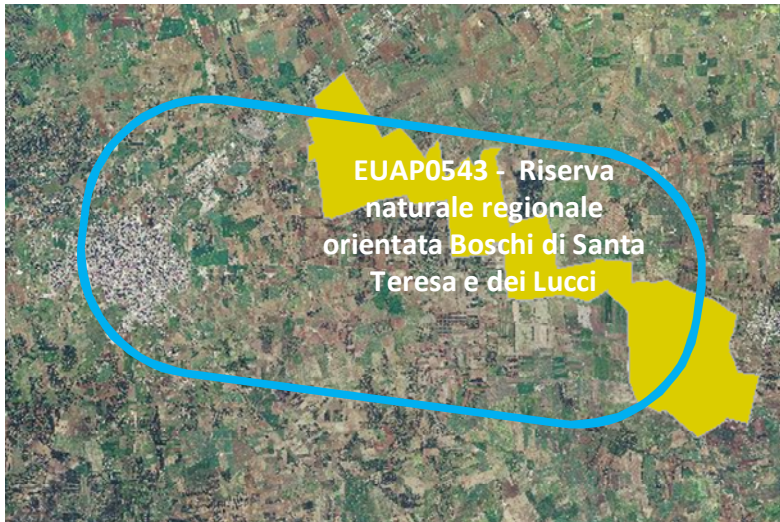 EUAP0543 - Riserva
naturale regionale
orientata Boschi di Santa
Teresa e dei Lucci